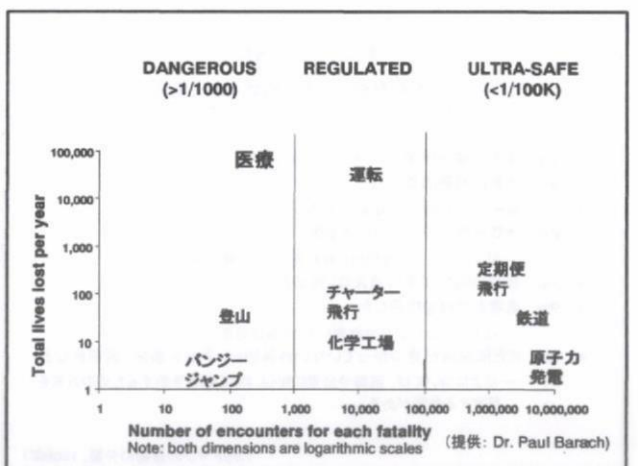 DANGEROUS
(>1/1000)
REGULATED
ULTRA-SAFE
(<1/100K)
Total lives lost per year
100,000
10,000
1,000
100
10
1
医療
運転
定期便
飛行
チャーター
飛行
登山
鉄道
化学工場
バンジー
ジャンプ
原子力
発電
1
10
100
1,000
10,000
100,000
1,000,000
10,000,000
Number of encounters for each fatality
Note: both dimensions are logarithmic scales
(提供: Dr. Paul Barach)